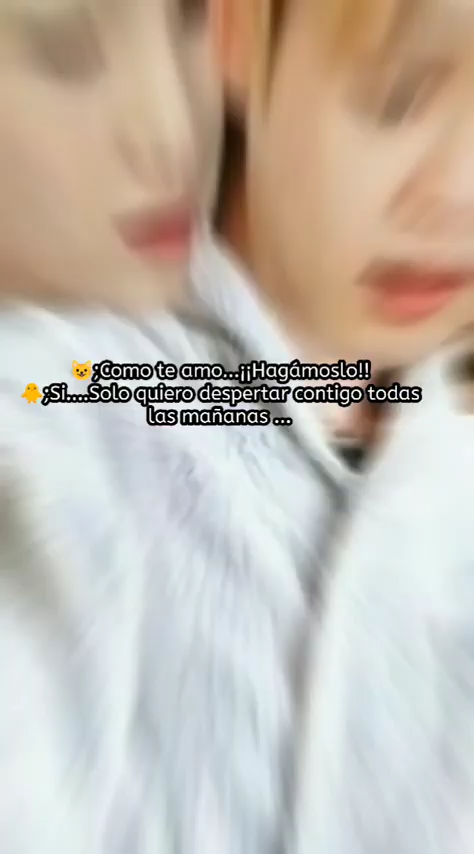 😺;Como te amo...¡¡Hagámoslo!!
🐥;Si....Solo quiero despertar contigo todas
las mañanas ...